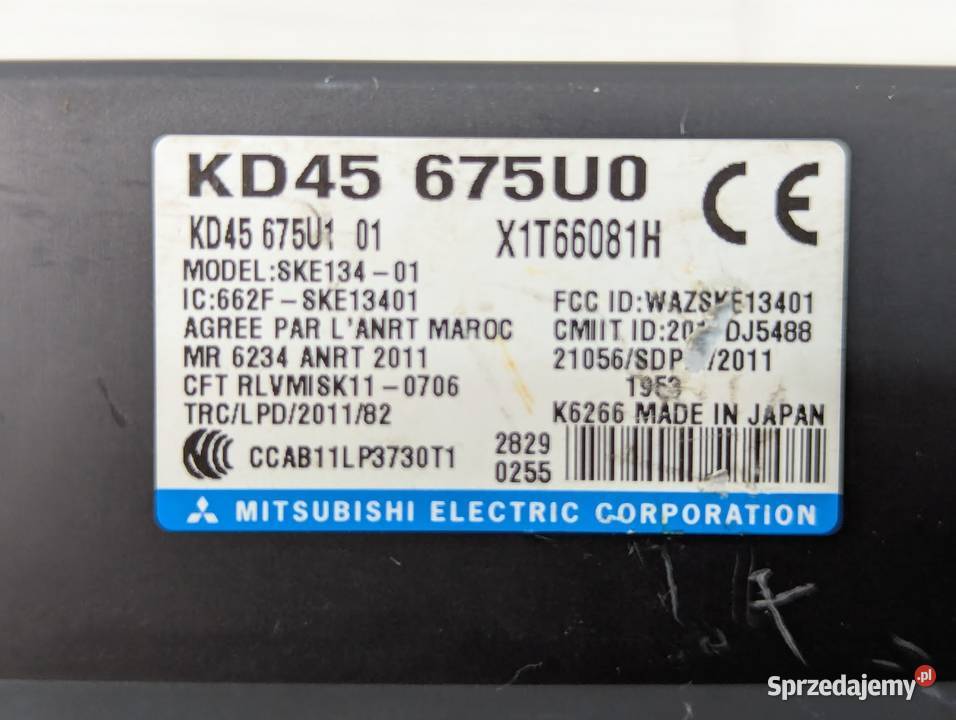 KD45 675U0
KD45 675U1 01 X1T66081H
MODEL:SKE134-01
IC:662F-SKE13401 FCC ID:WAZSKE13401
AGREE PAR L'ANRT MAROC CMIIT ID:
MR 6234 ANRT 2011
CFT RLVMISK11-0706
TRC/LPD/2011/82 K6266 MADE IN JAPAN
CCAB11LP3730T1 2829
0255
MITSUBISHI ELECTRIC CORPORATION
Sprzedajemy.pl